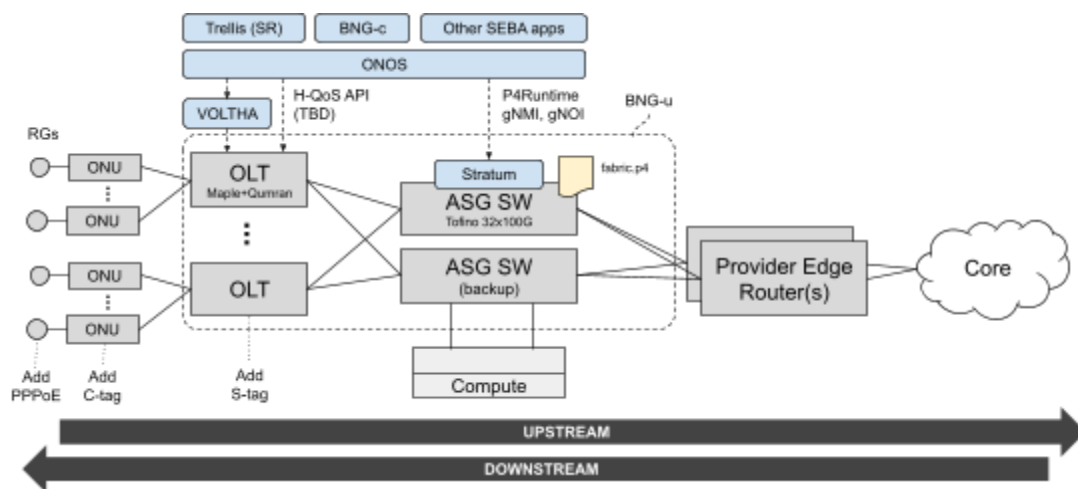 Trellis (SR)
BNG-c
Other SEBA apps
ONOS
VOLTHA
H-QoS API
(TBD)
P4Runtime
gNMI, gNOI
BNG-u
RGs
ONU
ONU
ONU
ONU
OLT
Maple+Qumran
OLT
Stratum
fabric.p4
ASG SW
Tofino 32x100G
ASG SW
(backup)
Provider Edge
Router(s)
Core
Compute
Add
PPPoE
Add
C-tag
Add
S-tag
UPSTREAM
DOWNSTREAM